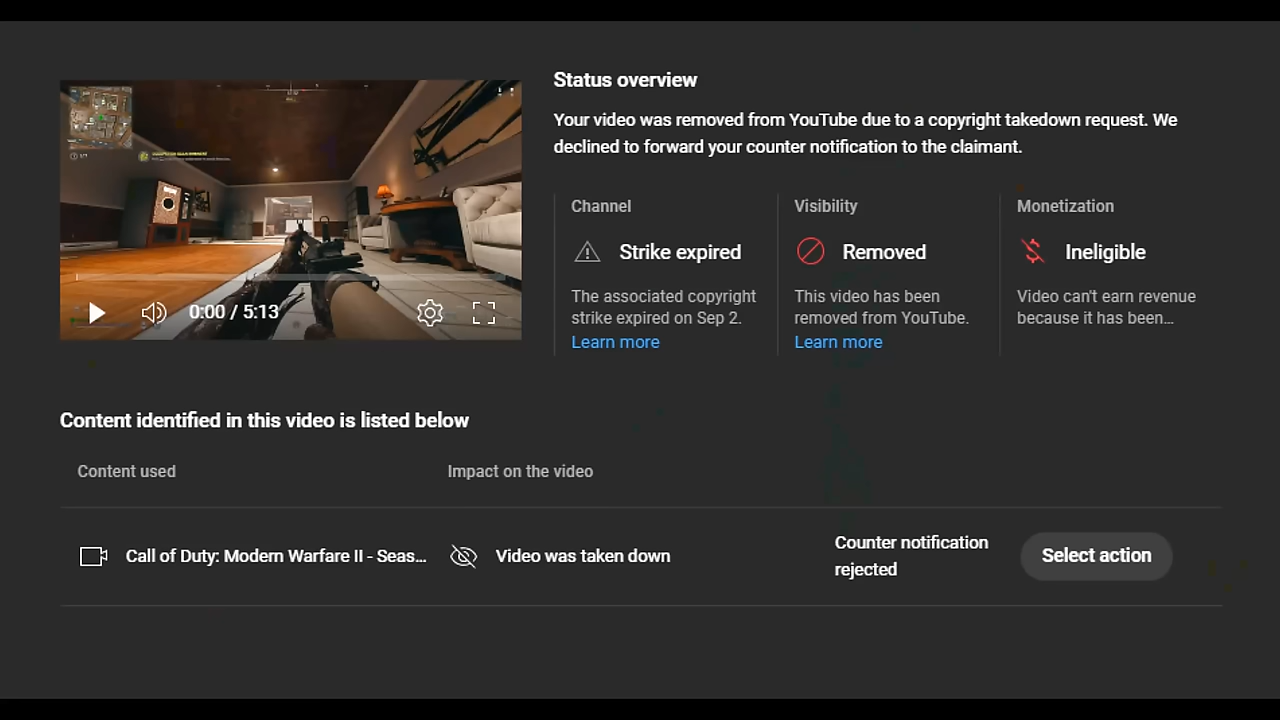 Status overview
Your video was removed from YouTube due to a copyright takedown request. We
declined to forward your counter notification to the claimant.
Channel
Strike expired
The associated copyright
strike expired on Sep 2.
Learn more
Visibility
Removed
This video has been
removed from YouTube.
Learn more
Monetization
Ineligible
Video can't earn revenue
because it has been…
0:00 / 5:13
Content identified in this video is listed below
Content used
Impact on the video
Call of Duty: Modern Warfare II - Seas...
Video was taken down
Counter notification
rejected
Select action